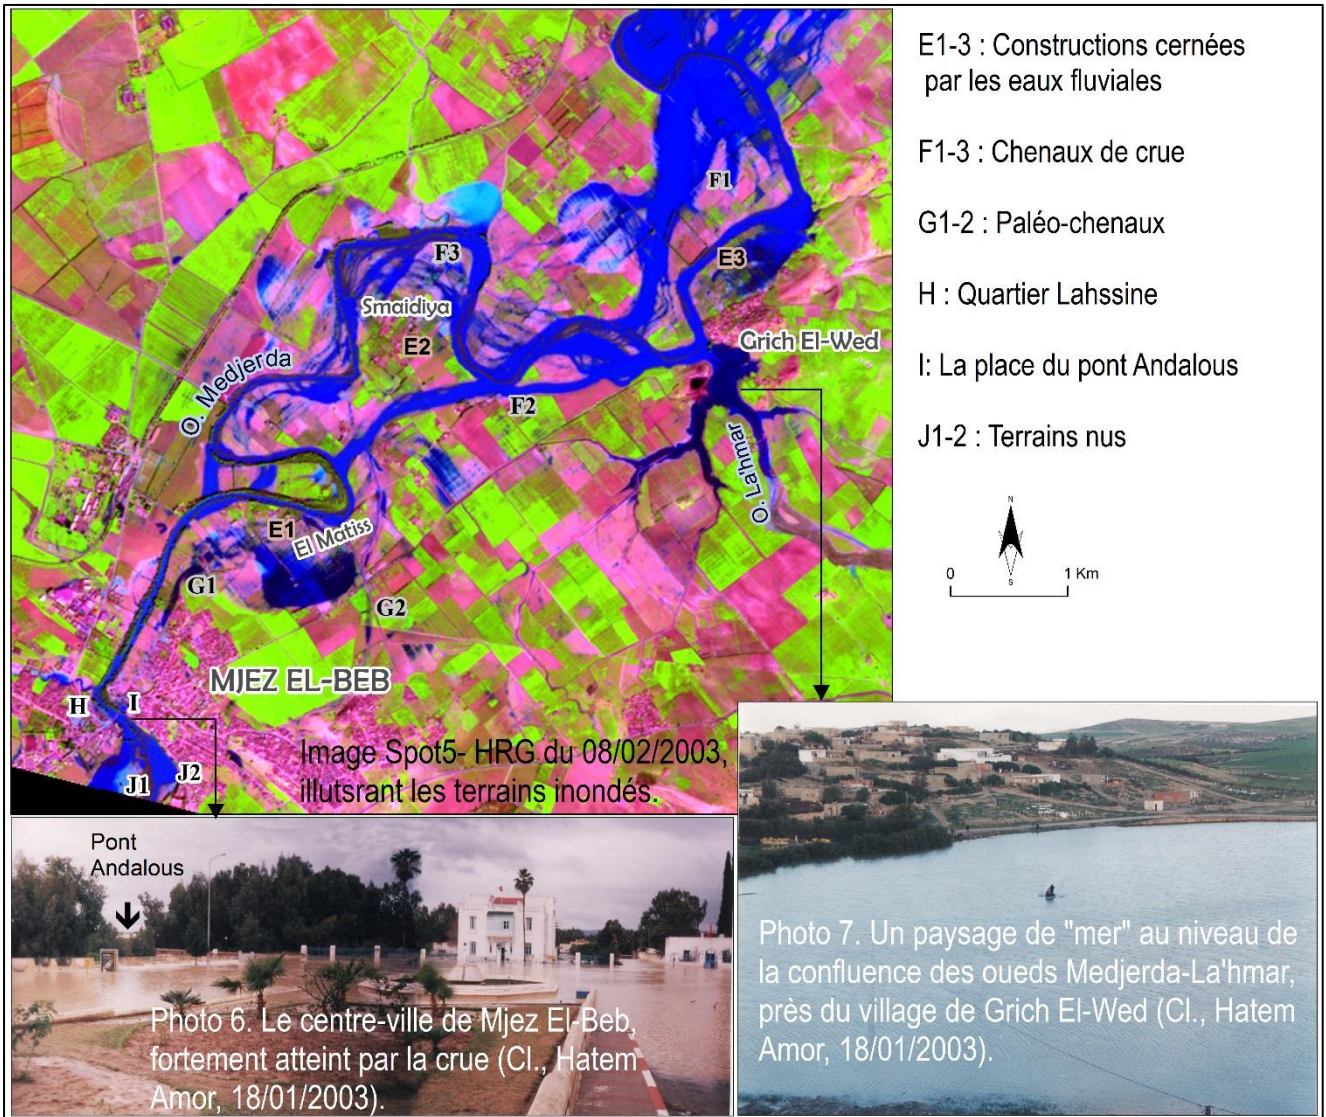 E1-3 : Constructions cernées
par les eaux fluviales
F1-3 : Chenaux de crue
G1-2 : Paléo-chenaux
H : Quartier Lahssine
I: La place du pont Andalous
J1-2 : Terrains nus
N
S
0 1 Km
F1
F3
E3
Smaidiya
E2
Grich El-Wed
O. Medjerda
F2
O. La'hmar
E1
El Matiss
G1
G2
MJEZ EL-BEB
H
I
J1
J2
Image Spot5- HRG du 08/02/2003,
illutsrant les terrains inondés.
Pont
Andalous
Photo 6. Le centre-ville de Mjez El-Beb,
fortement atteint par la crue (Cl., Hatem
Amor, 18/01/2003).
Photo 7. Un paysage de "mer" au niveau de
la confluence des oueds Medjerda-La'hmar,
près du village de Grich El-Wed (Cl., Hatem
Amor, 18/01/2003).